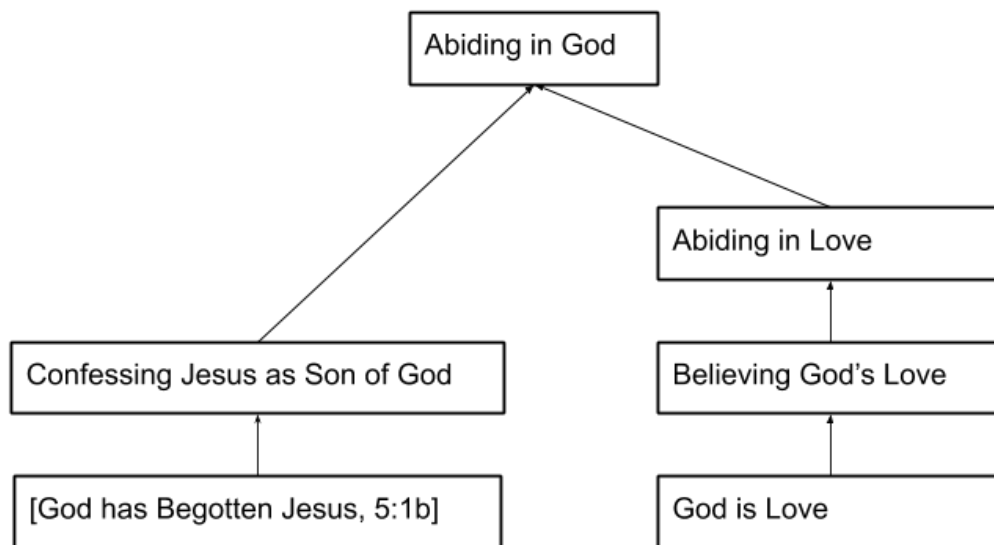 Abiding in God
Abiding in Love
Confessing Jesus as Son of God
Believing God's Love
[God has Begotten Jesus, 5:1b]
God is Love